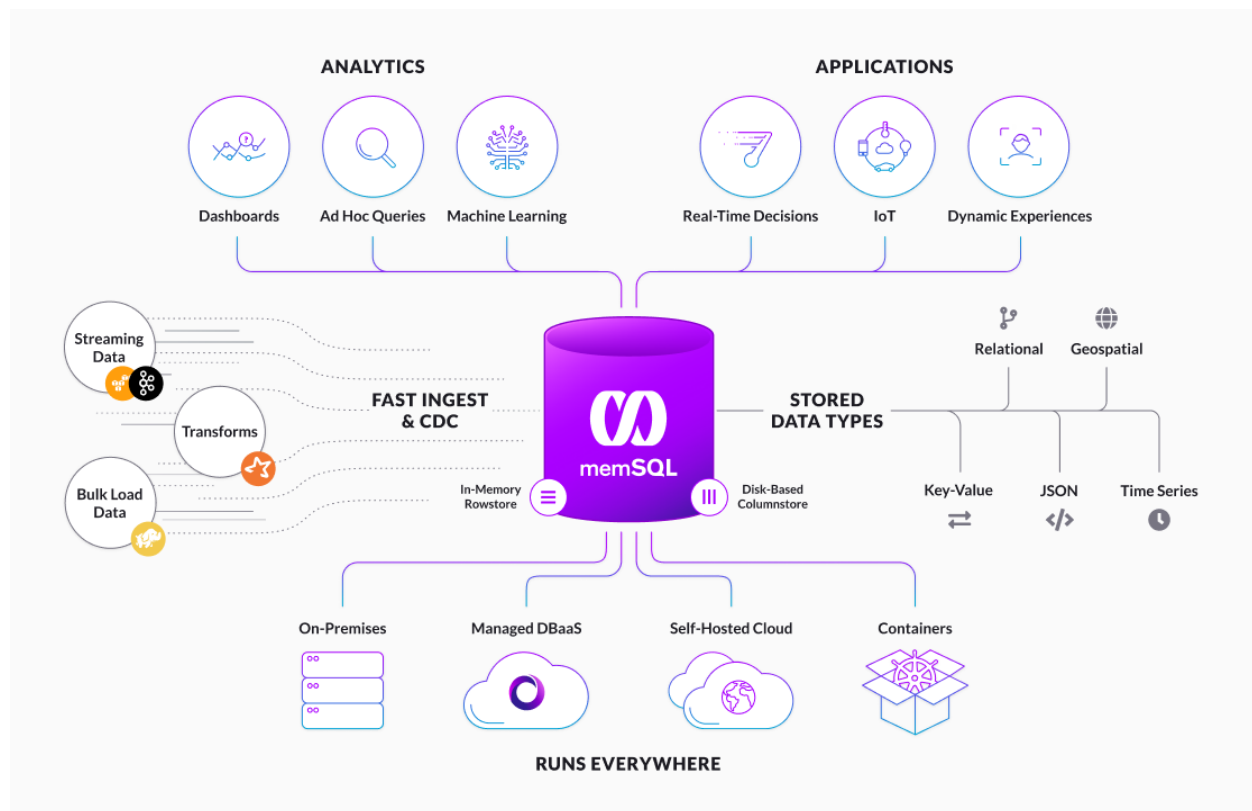 ANALYTICS
APPLICATIONS
Dashboards
Ad Hoc Queries
Machine Learning
Real-Time Decisions
IoT
Dynamic Experiences
Streaming
Data
Transforms
Bulk Load
Data
FAST INGEST
& CDC
memSQL
In-Memory
Rowstore
Disk-Based
Columnstore
STORED
DATA TYPES
Relational
Geospatial
Key-Value
JSON
Time Series
On-Premises
Managed DBaaS
Self-Hosted Cloud
Containers
RUNS EVERYWHERE